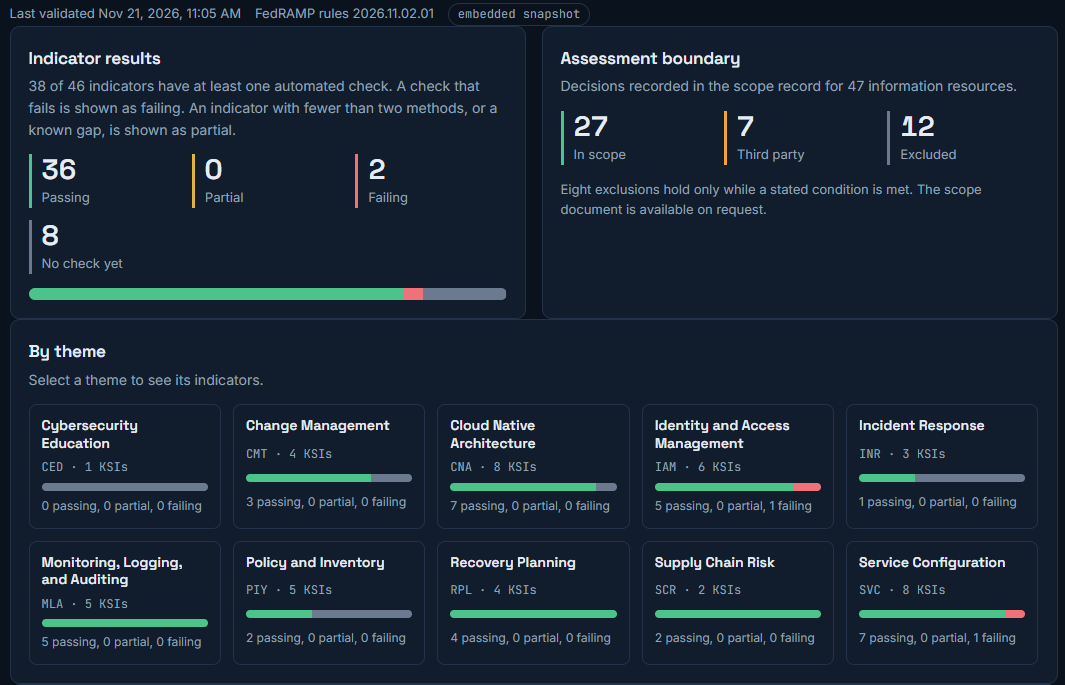 Last validated Nov 21, 2026, 11:05 AM FedRAMP rules 2026.11.02.01 embedded snapshot
Indicator results
38 of 46 indicators have at least one automated check. A check that
fails is shown as failing. An indicator with fewer than two methods, or a
known gap, is shown as partial.
36
Passing
0
Partial
2
Failing
8
No check yet
Assessment boundary
Decisions recorded in the scope record for 47 information resources.
27
In scope
7
Third party
12
Excluded
Eight exclusions hold only while a stated condition is met. The scope
document is available on request.
By theme
Select a theme to see its indicators.
Cybersecurity
Education
CED · 1 KSIs
0 passing, 0 partial, 0 failing
Change Management
CMT · 4 KSIs
3 passing, 0 partial, 0 failing
Cloud Native
Architecture
CNA · 8 KSIs
7 passing, 0 partial, 0 failing
Identity and Access
Management
IAM · 6 KSIs
5 passing, 0 partial, 1 failing
Incident Response
INR · 3 KSIs
1 passing, 0 partial, 0 failing
Monitoring, Logging,
and Auditing
MLA · 5 KSIs
5 passing, 0 partial, 0 failing
Policy and Inventory
PIY · 5 KSIs
2 passing, 0 partial, 0 failing
Recovery Planning
RPL · 4 KSIs
4 passing, 0 partial, 0 failing
Supply Chain Risk
SCR · 2 KSIs
2 passing, 0 partial, 0 failing
Service Configuration
SVC · 8 KSIs
7 passing, 0 partial, 1 failing